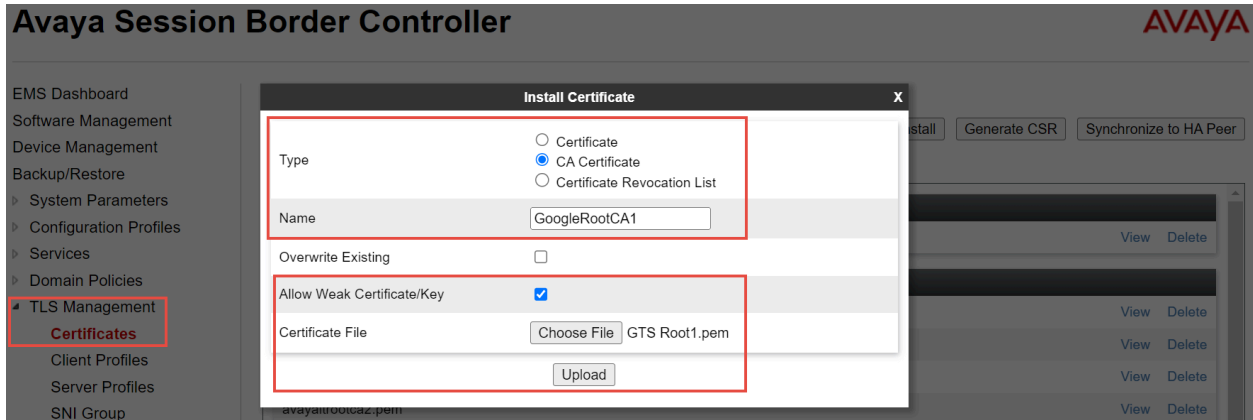 Avaya Session Border Controller
AVAYA
EMS Dashboard
Software Management
Device Management
Backup/Restore
System Parameters
Configuration Profiles
Services
Domain Policies
TLS Management
Certificates
Client Profiles
Server Profiles
SNI Group
Install Certificate X
Type
Certificate
CA Certificate
Certificate Revocation List
Name GoogleRootCA1
Overwrite Existing
Allow Weak Certificate/Key
Certificate File Choose File GTS Root1.pem
Upload
stall Generate CSR Synchronize to HA Peer
View Delete
View Delete
View Delete
View Delete
avayaitrootca2.pem View Delete